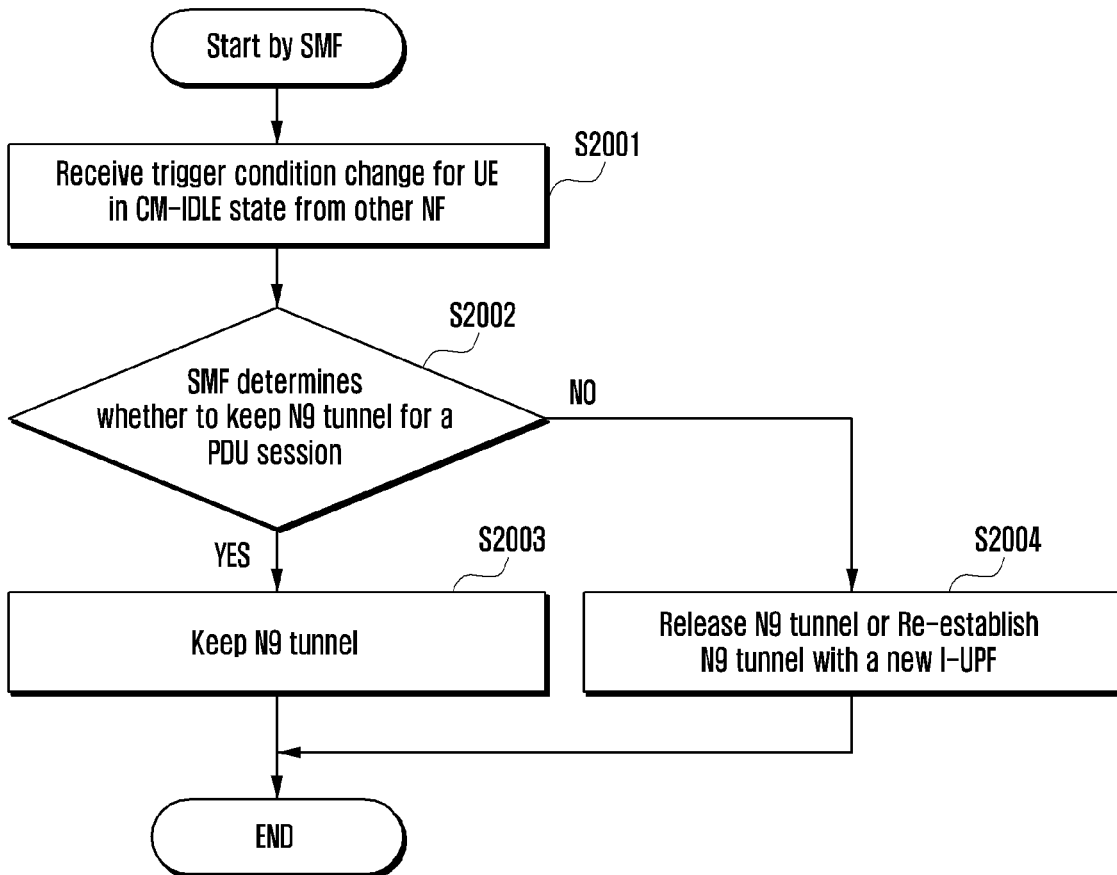 Start by SMF
S2001
Receive trigger condition change for UE
in CM-IDLE state from other NF
S2002
SMF determines
whether to keep N9 tunnel for a
PDU session
NO
YES
S2003
S2004
Keep N9 tunnel
Release N9 tunnel or Re-establish
N9 tunnel with a new I-UPF
END